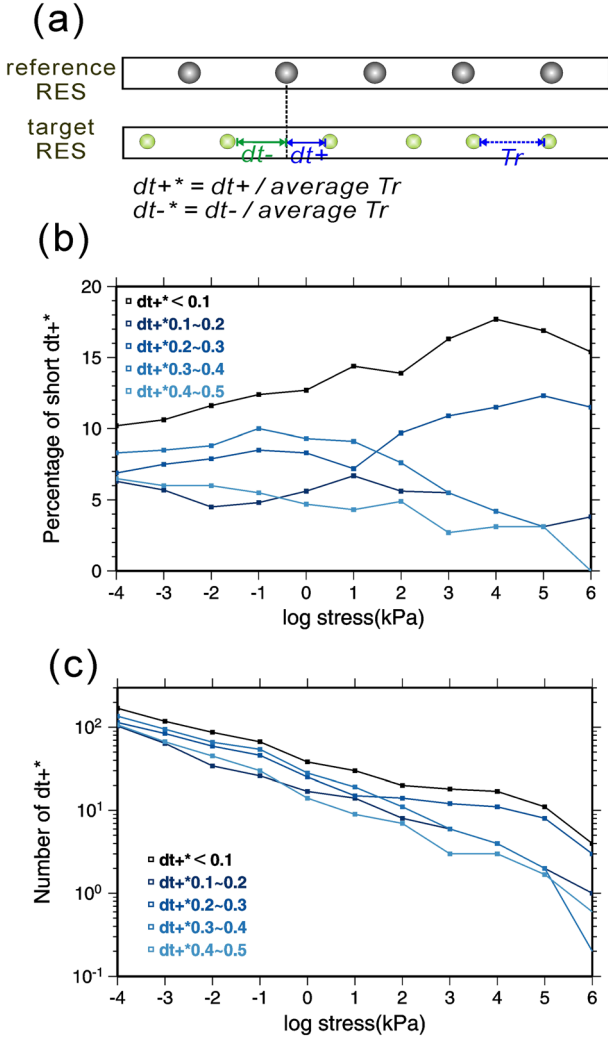 (a)
reference
RES
target
RES
dt-
dt+
Tr
dt+* = dt+ / average Tr
dt-* = dt- / average Tr
(b)
Percentage of short dt+*
20
15
10
5
0
dt+* < 0.1
dt+*0.1~0.2
dt+*0.2~0.3
dt+*0.3~0.4
dt+*0.4~0.5
-4 -3 -2 -1 0 1 2 3 4 5 6
log stress(kPa)
(c)
Number of dt+*
10²
10¹
10⁰
10⁻¹
dt+* < 0.1
dt+*0.1~0.2
dt+*0.2~0.3
dt+*0.3~0.4
dt+*0.4~0.5
-4 -3 -2 -1 0 1 2 3 4 5 6
log stress(kPa)